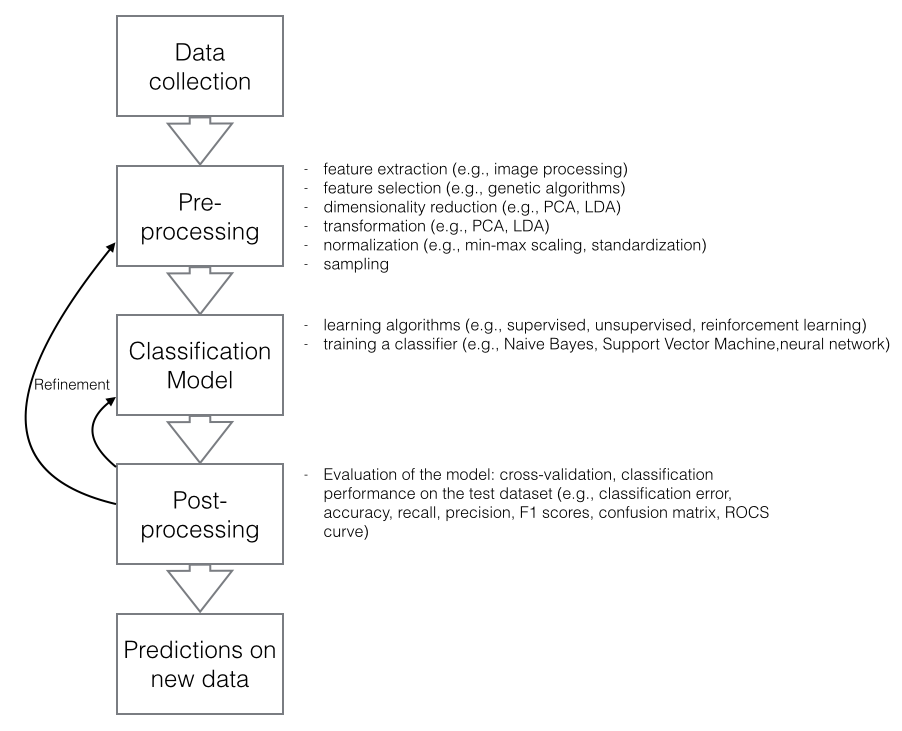 Data
collection
Pre-
processing
- feature extraction (e.g., image processing)
- feature selection (e.g., genetic algorithms)
- dimensionality reduction (e.g., PCA, LDA)
- transformation (e.g., PCA, LDA)
- normalization (e.g., min-max scaling, standardization)
- sampling
Classification
Model
- learning algorithms (e.g., supervised, unsupervised, reinforcement learning)
- training a classifier (e.g., Naive Bayes, Support Vector Machine,neural network)
Refinement
Post-
processing
- Evaluation of the model: cross-validation, classification
performance on the test dataset (e.g., classification error,
accuracy, recall, precision, F1 scores, confusion matrix, ROCS
curve)
Predictions on
new data